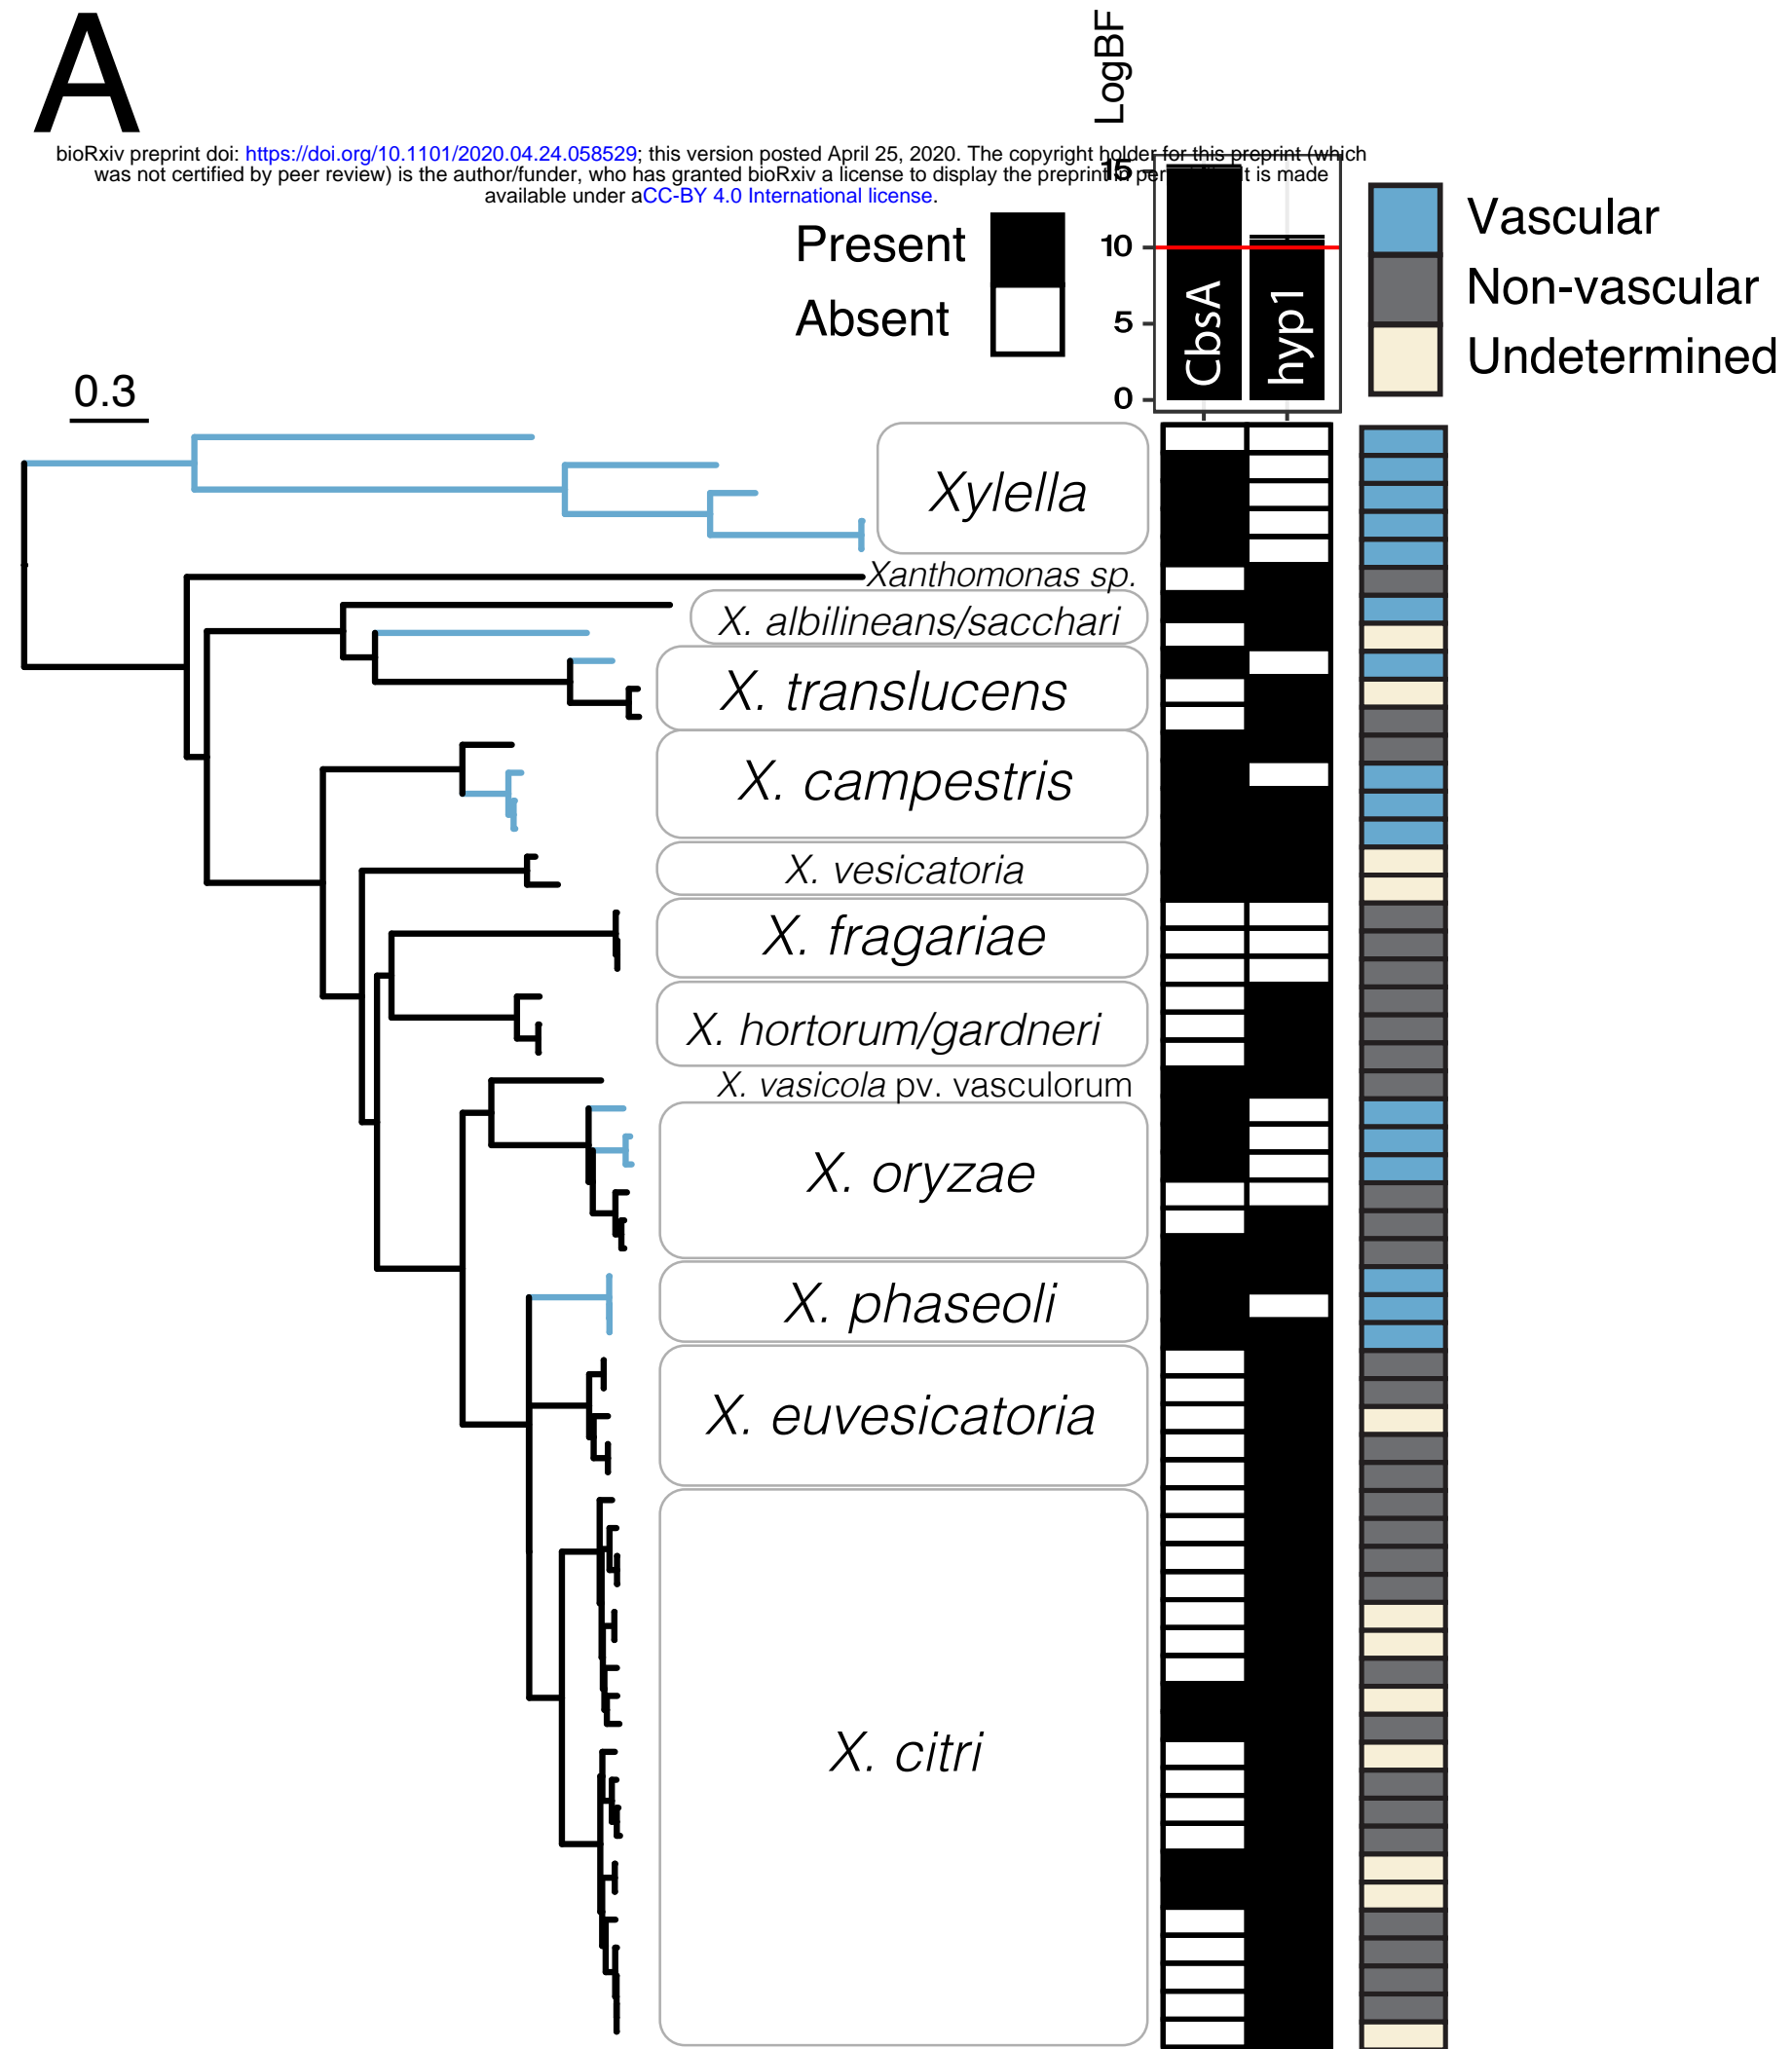 A
LogBF
bioRxiv preprint doi: https://doi.org/10.1101/2020.04.24.058529; this version posted April 25, 2020. The copyright holder for this preprint (which
was not certified by peer review) is the author/funder, who has granted bioRxiv a license to display the preprint in It is made
available under aCC-BY 4.0 International license.
15
10
5
0
CbsA
hyp1
Present
Absent
Vascular
Non-vascular
Undetermined
0.3
Xylella
Xanthomonas sp.
X. albilineans/sacchari
X. translucens
X. campestris
X. vesicatoria
X. fragariae
X. hortorum/gardneri
X. vasicola pv. vasculorum
X. oryzae
X. phaseoli
X. euvesicatoria
X. citri